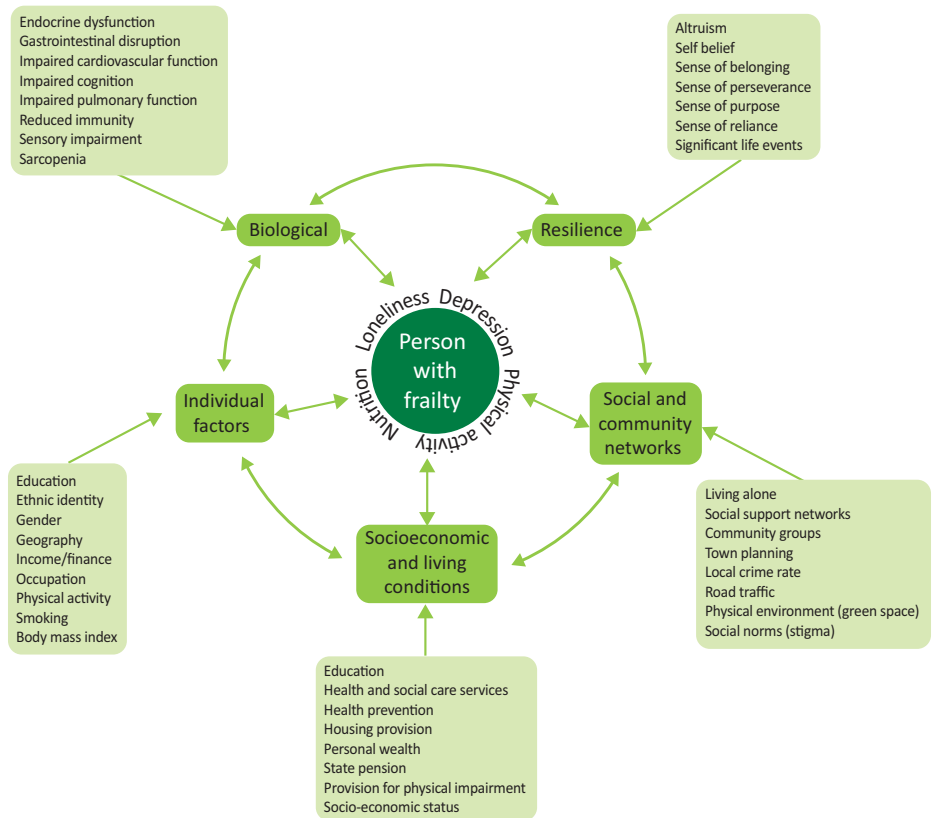 Endocrine dysfunction
Gastrointestinal disruption
Impaired cardiovascular function
Impaired cognition
Impaired pulmonary function
Reduced immunity
Sensory impairment
Sarcopenia
Altruism
Self belief
Sense of belonging
Sense of perseverance
Sense of purpose
Sense of reliance
Significant life events
Biological
Resilience
Loneliness
Depression
Physical activity
Nutrition
Person
with
frailty
Individual
factors
Social and
community
networks
Education
Ethnic identity
Gender
Geography
Income/finance
Occupation
Physical activity
Smoking
Body mass index
Socioeconomic
and living
conditions
Living alone
Social support networks
Community groups
Town planning
Local crime rate
Road traffic
Physical environment (green space)
Social norms (stigma)
Education
Health and social care services
Health prevention
Housing provision
Personal wealth
State pension
Provision for physical impairment
Socio-economic status